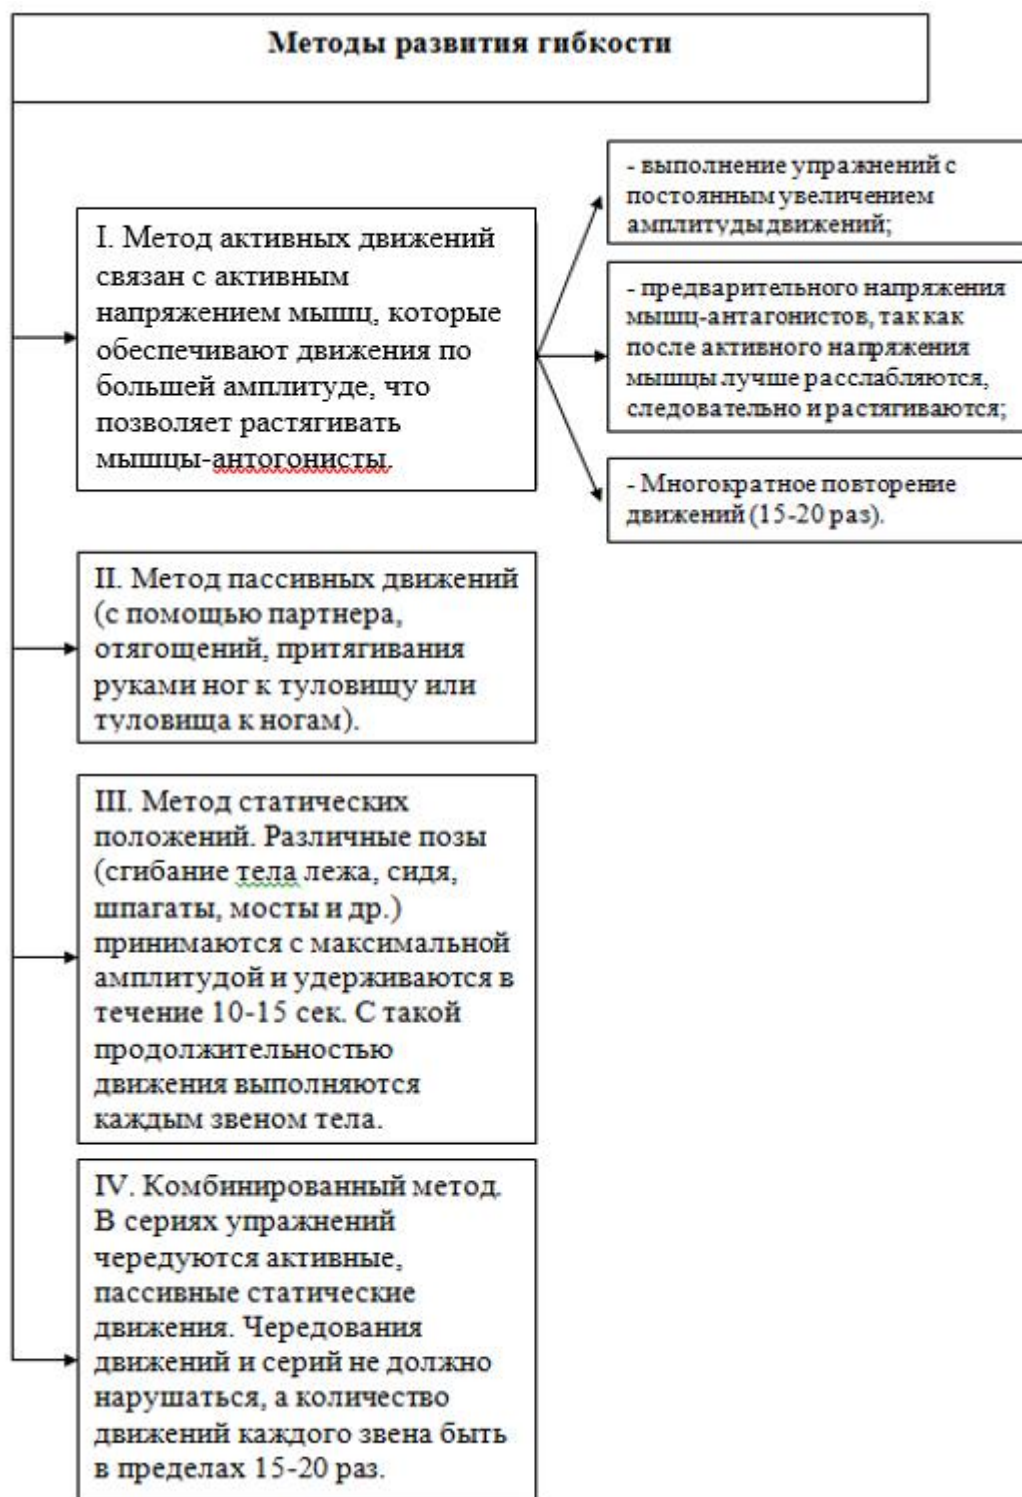 Методы развития гибкости
I. Метод активных движений
связан с активным
напряжением мышц, которые
обеспечивают движения по
большей амплитуде, что
позволяет растягивать
мышцы-антогонисты.
- выполнение упражнений с
постоянным увеличением
амплитуды движений;
- предварительного напряжения
мышц-антагонистов, так как
после активного напряжения
мышцы лучше расслабляются,
следовательно и растягиваются;
- Многократное повторение
движений (15-20 раз).
II. Метод пассивных движений
(с помощью партнера,
отягощений, притягивания
руками ног к туловищу или
туловища к ногам).
III. Метод статических
положений. Различные позы
(сгибание тела лежа, сидя,
шпагаты, мосты и др.)
принимаются с максимальной
амплитудой и удерживаются в
течение 10-15 сек. С такой
продолжительностью
движения выполняются
каждым звеном тела.
IV. Комбинированный метод.
В сериях упражнений
чередуются активные,
пассивные статические
движения. Чередования
движений и серий не должно
нарушаться, а количество
движений каждого звена быть
в пределах 15-20 раз.